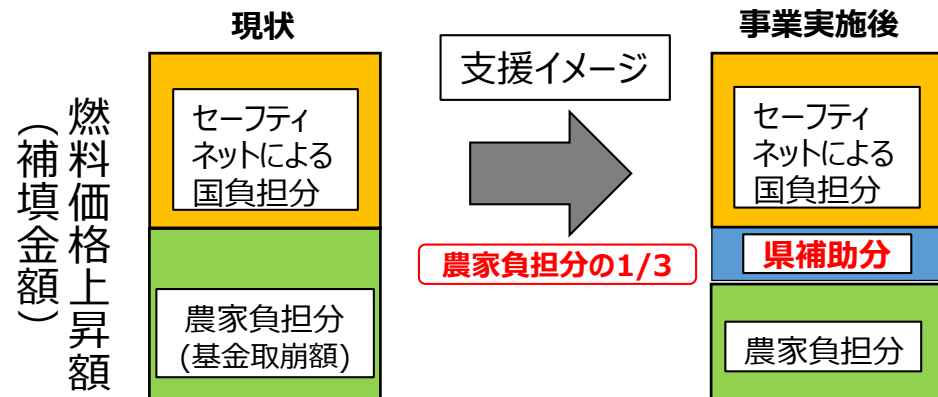 燃料価格上昇額
（補填金額）
現状
セーフティ
ネットによる
国負担分
農家負担分
(基金取崩額)
支援イメージ
農家負担分の1/3
事業実施後
セーフティ
ネットによる
国負担分
県補助分
農家負担分